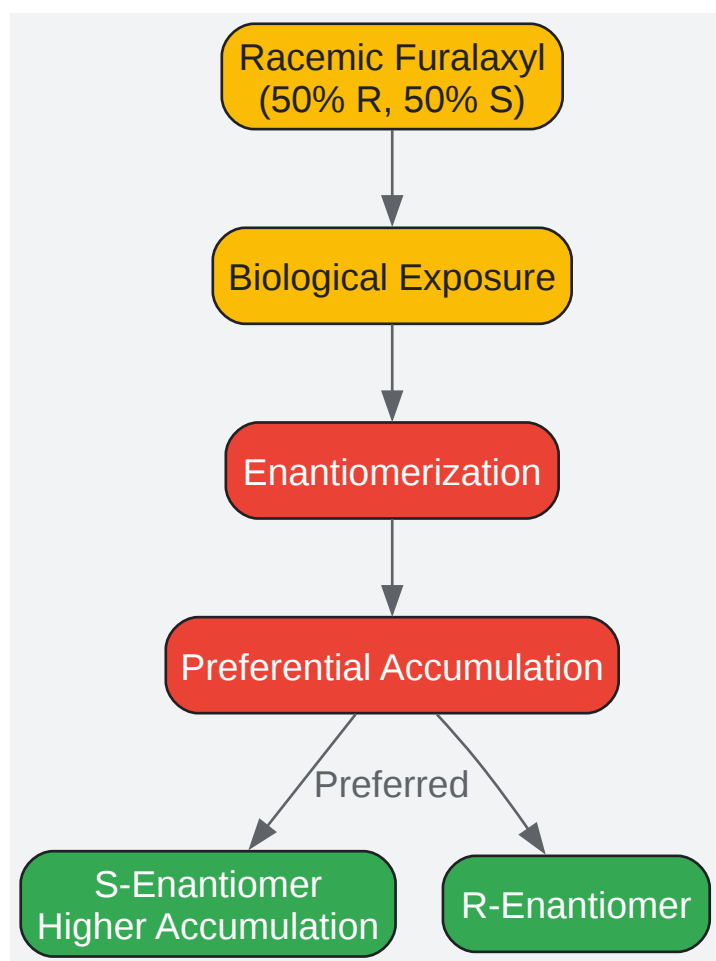 Racemic Furalaxyl
(50% R, 50% S)
Biological Exposure
Enantiomerization
Preferential Accumulation
Preferred
S-Enantiomer
Higher Accumulation
R-Enantiomer